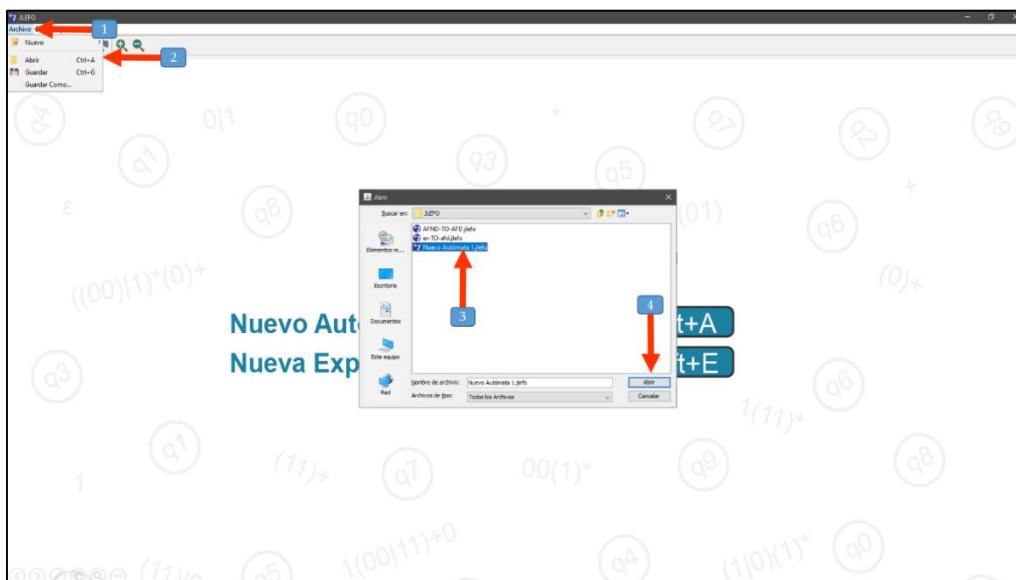 JLEFO
Archivo
1
Nuevo
Abrir Ctrl+A
2
Guardar Ctrl+G
Guardar Como...
q4
0|1
q0
*
q1
q3
q5
ε
q8
(01)
q6
*
((00)|1)*(0)+
(0)+
Abrir
Buscar en: JLEFO
AFND-TO-AFD.jlefo
er-TO-afd.jlefo
Nuevo Autómata 1.jlefo
Elementos re...
Escritorio
Documentos
Este equipo
Red
3
4
Nombre de archivo: Nuevo Autómata 1.jlefo Abrir
Archivos de tipo: Todos los Archivos Cancelar
Nuevo Aut t+A
Nueva Exp t+E
q3
q6
1(11)*
q1
(11)+
q7
00(1)*
q9
q8
1
1(00|11)+0
q5
q4
(1|0)(1)*
q0